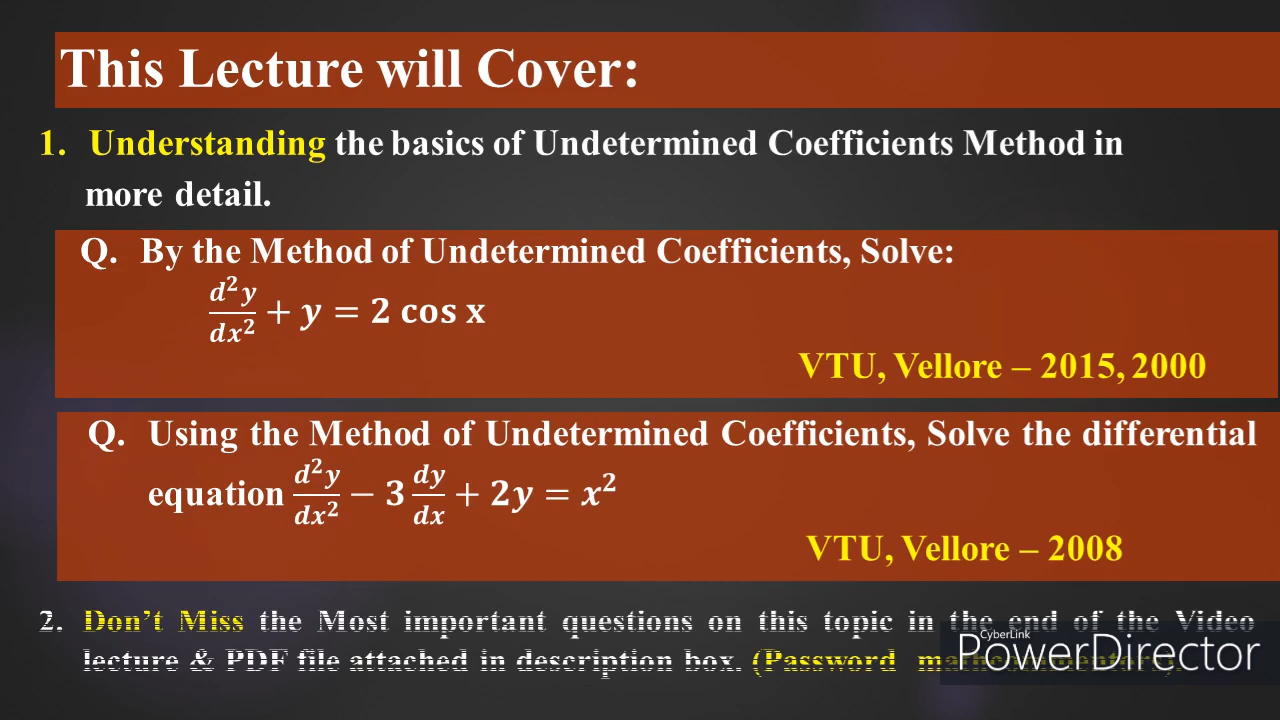 This Lecture will Cover:
1. Understanding the basics of Undetermined Coefficients Method in
more detail.
Q. By the Method of Undetermined Coefficients, Solve:
d²y/dx² + y = 2 cos x
VTU, Vellore – 2015, 2000
Q. Using the Method of Undetermined Coefficients, Solve the differential
equation d²y/dx² − 3 dy/dx + 2y = x²
VTU, Vellore – 2008
2. Don't Miss the Most important questions on this topic in the end of the Video
lecture & PDF file attached in description box. (Password
CyberLink
PowerDirector